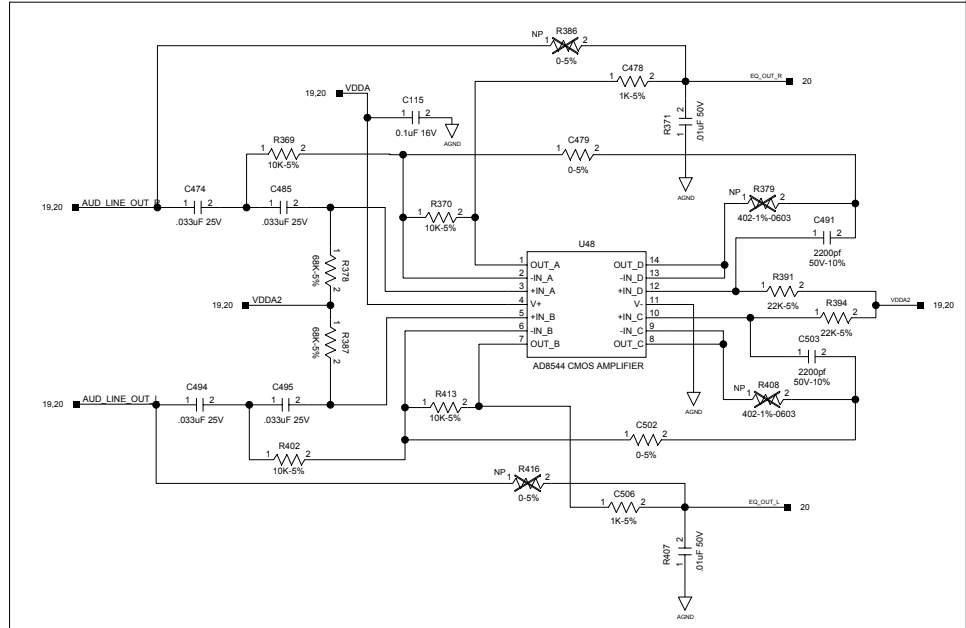 NP 1 R386 2
0-5%
1 C478 2
1K-5%
EQ_OUT_R 20
19,20 VDDA
C115
1 2
0.1uF 16V
AGND
R371
1 2
.01uF 50V
AGND
R369
1 2
10K-5%
C479
1 2
0-5%
19,20 AUD_LINE_OUT_R
C474
1 2
.033uF 25V
C485
1 2
.033uF 25V
R370
1 2
10K-5%
NP 1 R379 2
402-1%-0603
C491
1 2
2200pf
50V-10%
1 R378 2
68K-5%
U48
1 OUT_A
2 -IN_A
3 +IN_A
4 V+
5 +IN_B
6 -IN_B
7 OUT_B
OUT_D 14
-IN_D 13
+IN_D 12
V- 11
+IN_C 10
-IN_C 9
OUT_C 8
AD8544 CMOS AMPLIFIER
R391
1 2
22K-5%
19,20 VDDA2
VDDA2 19,20
R394
1 2
22K-5%
1 R387 2
68K-5%
C503
1 2
2200pf
50V-10%
19,20 AUD_LINE_OUT_L
C494
1 2
.033uF 25V
C495
1 2
.033uF 25V
R413
1 2
10K-5%
AGND
NP 1 R408 2
402-1%-0603
R402
1 2
10K-5%
C502
1 2
0-5%
NP 1 R416 2
0-5%
C506
1 2
1K-5%
EQ_OUT_L 20
R407
1 2
.01uF 50V
AGND